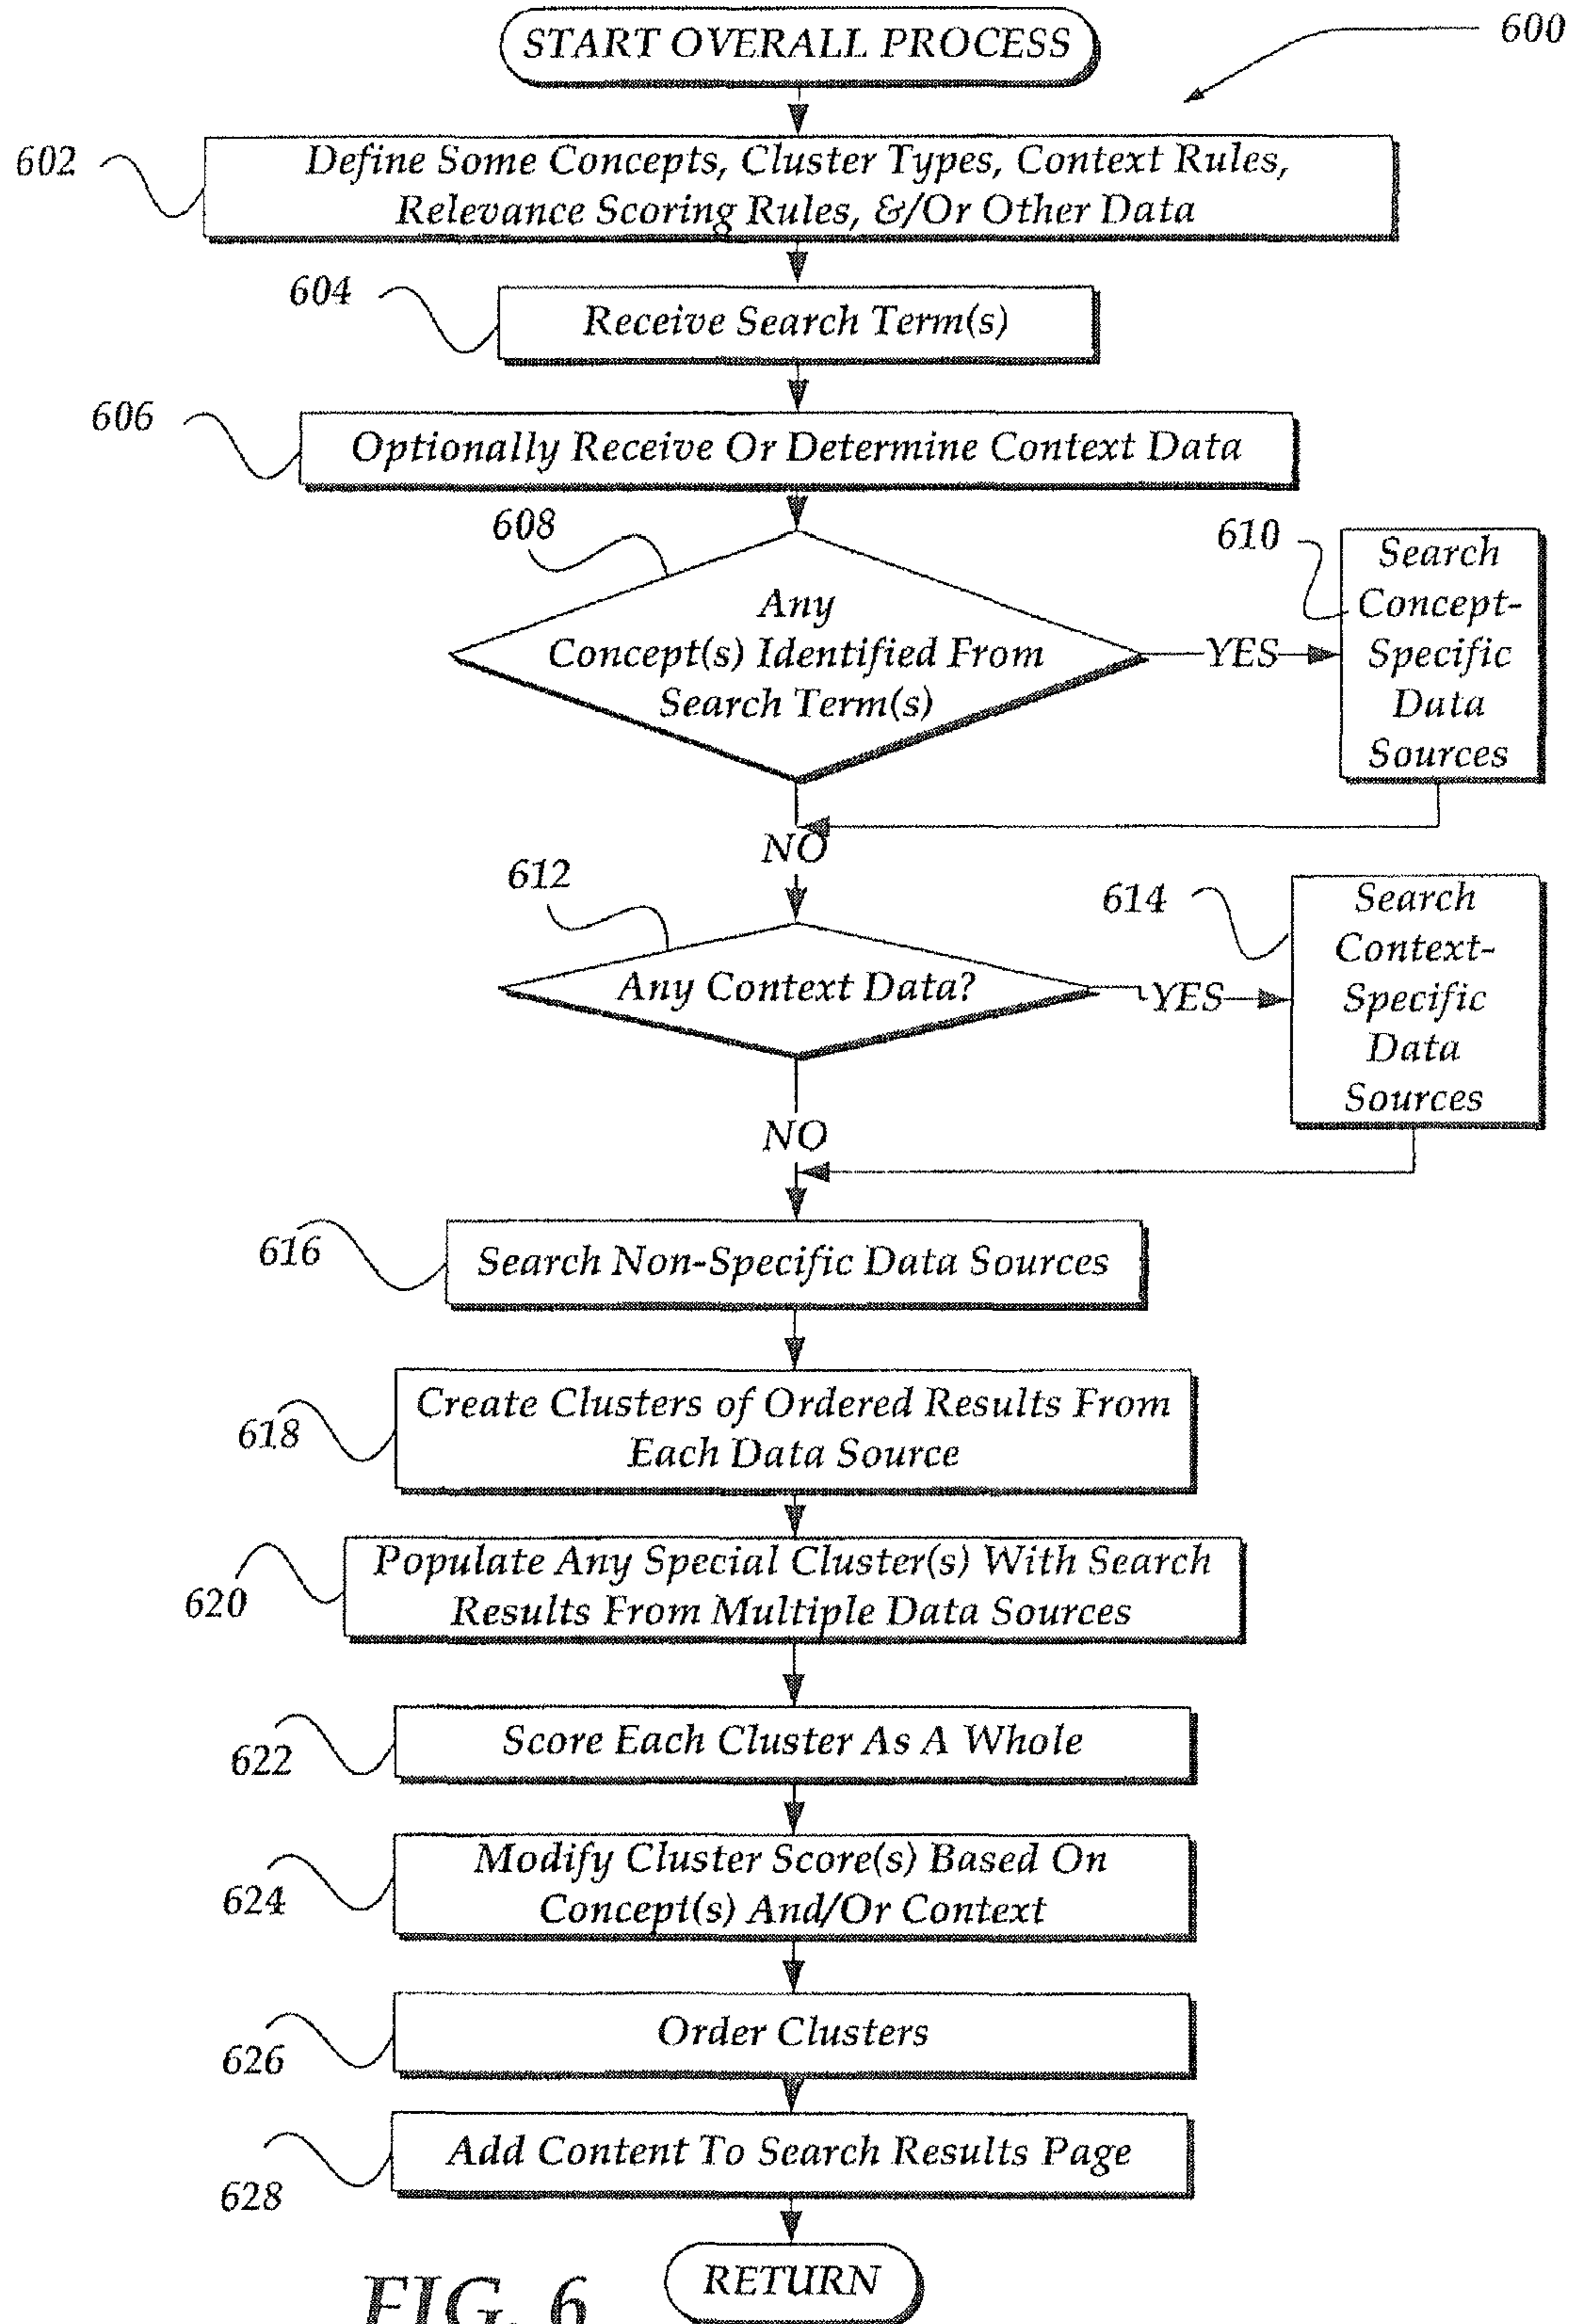 START OVERALL PROCESS
600
602
Define Some Concepts, Cluster Types, Context Rules,
Relevance Scoring Rules, &/Or Other Data
604
Receive Search Term(s)
606
Optionally Receive Or Determine Context Data
608
Any
Concept(s) Identified From
Search Term(s)
YES
610
Search
Concept-
Specific
Data
Sources
NO
612
Any Context Data?
YES
614
Search
Context-
Specific
Data
Sources
NO
616
Search Non-Specific Data Sources
618
Create Clusters of Ordered Results From
Each Data Source
620
Populate Any Special Cluster(s) With Search
Results From Multiple Data Sources
622
Score Each Cluster As A Whole
624
Modify Cluster Score(s) Based On
Concept(s) And/Or Context
626
Order Clusters
628
Add Content To Search Results Page
RETURN
FIG. 6